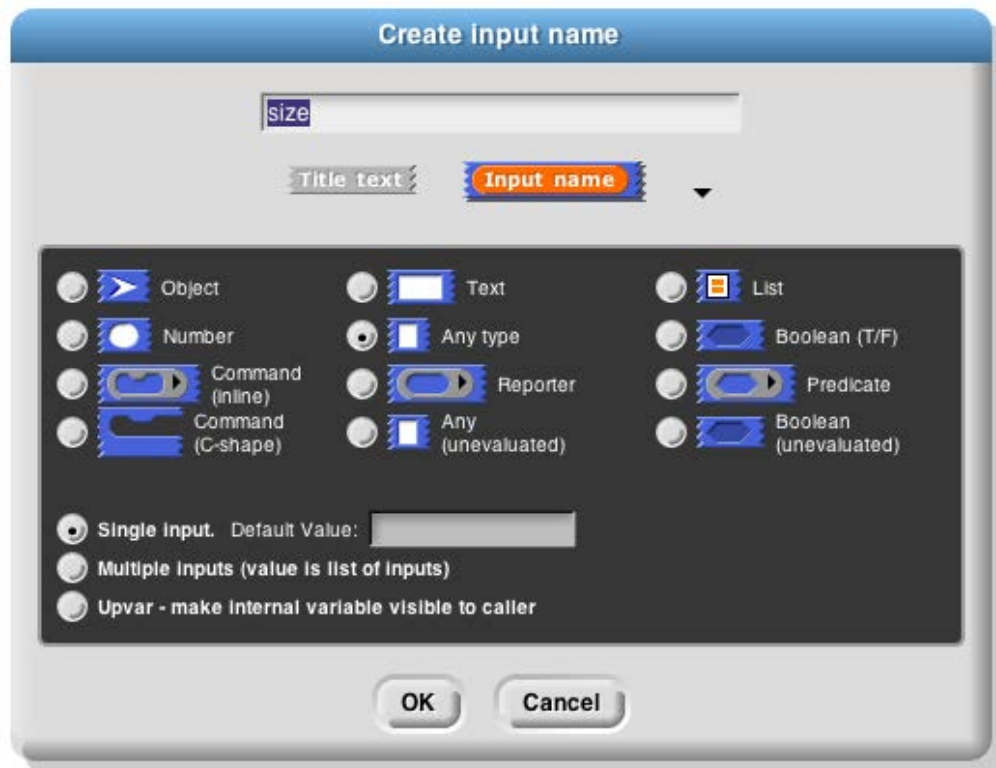 Create input name
size
Title text Input name
Object Text List
Number Any type Boolean (T/F)
Command (inline) Reporter Predicate
Command (C-shape) Any (unevaluated) Boolean (unevaluated)
Single input. Default Value:
Multiple inputs (value is list of inputs)
Upvar - make internal variable visible to caller
OK Cancel